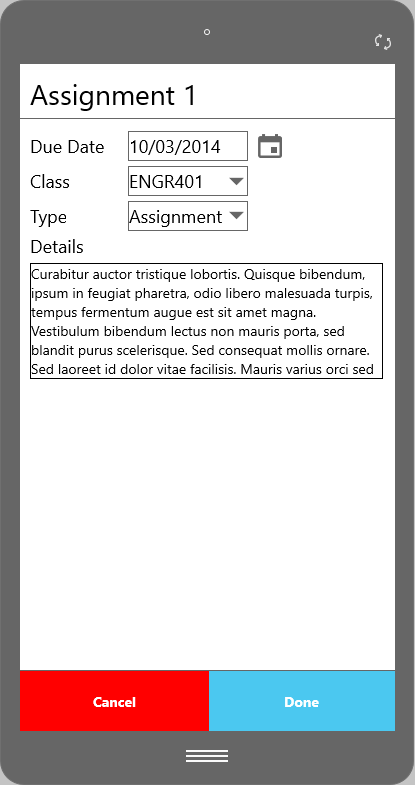 Assignment 1
Due Date 10/03/2014
Class ENGR401
Type Assignment
Details
Curabitur auctor tristique lobortis. Quisque bibendum,
ipsum in feugiat pharetra, odio libero malesuada turpis,
tempus fermentum augue est sit amet magna.
Vestibulum bibendum lectus non mauris porta, sed
blandit purus scelerisque. Sed consequat mollis ornare.
Sed laoreet id dolor vitae facilisis. Mauris varius orci sed
Cancel Done